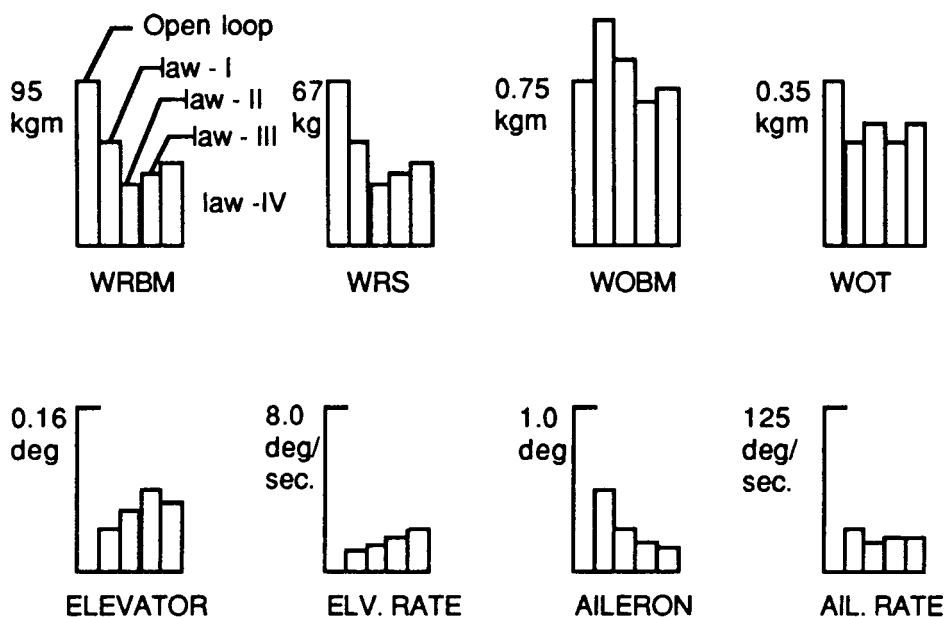 Open loop
law - I
law - II
law - III
law -IV
95
kgm
WRBM
67
kg
WRS
0.75
kgm
WOBM
0.35
kgm
WOT
0.16
deg
ELEVATOR
8.0
deg/
sec.
ELV. RATE
1.0
deg
AILERON
125
deg/
sec.
AIL. RATE